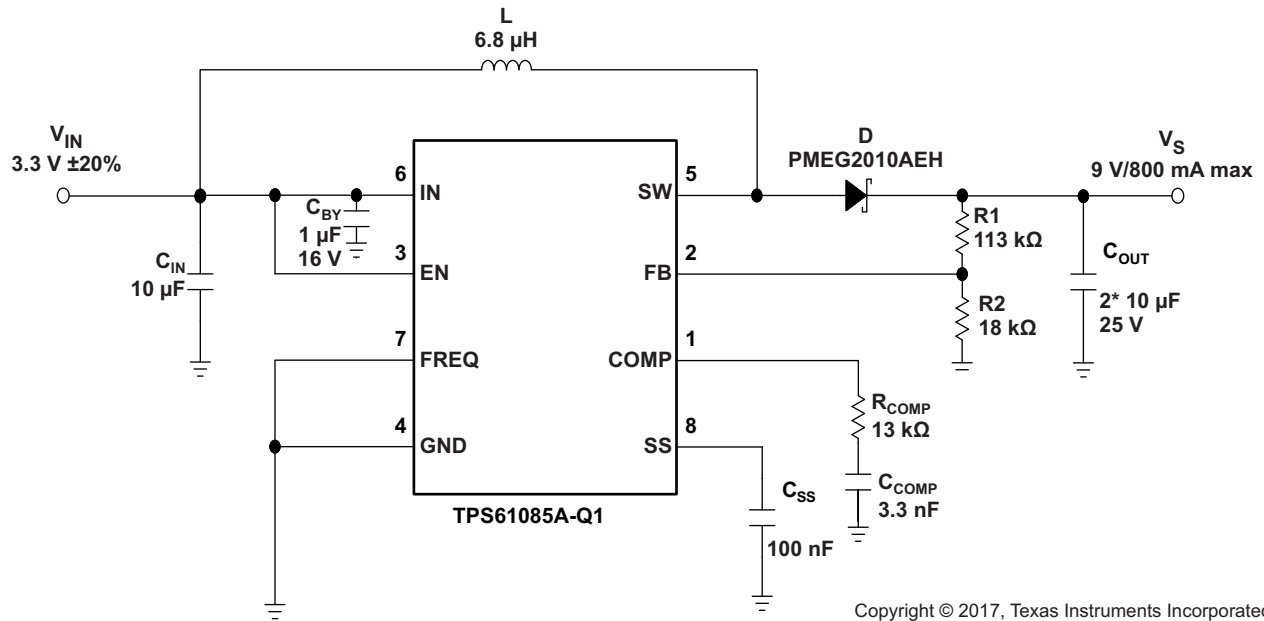 L
6.8 µH
V_IN
3.3 V ±20%
D
PMEG2010AEH
V_S
9 V/800 mA max
6
IN
SW
5
C_BY
1 µF
16 V
R1
113 kΩ
C_IN
10 µF
3
EN
FB
2
C_OUT
2* 10 µF
25 V
R2
18 kΩ
7
FREQ
COMP
1
R_COMP
13 kΩ
4
GND
SS
8
C_SS
100 nF
C_COMP
3.3 nF
TPS61085A-Q1
Copyright © 2017, Texas Instruments Incorporated